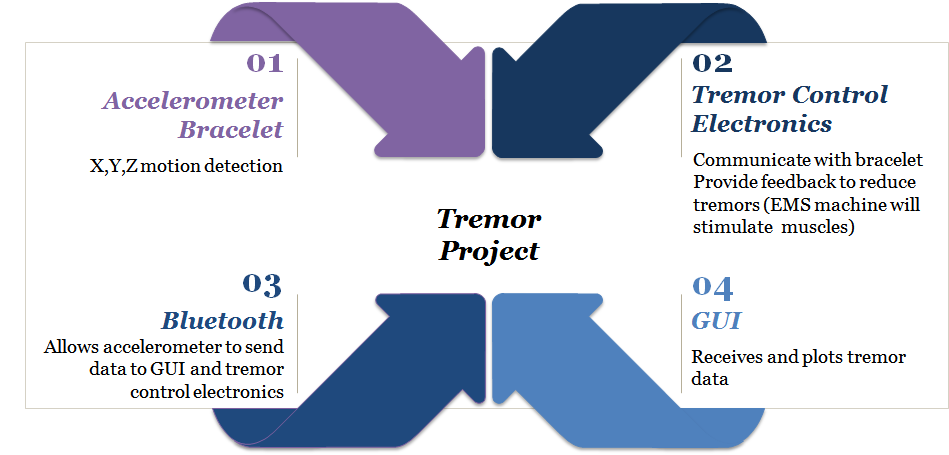 01
Accelerometer
Bracelet
X,Y,Z motion detection
02
Tremor Control
Electronics
Communicate with bracelet
Provide feedback to reduce
tremors (EMS machine will
stimulate  muscles)
Tremor
Project
03
Bluetooth
Allows accelerometer to send
data to GUI and tremor
control electronics
04
GUI
Receives and plots tremor
data